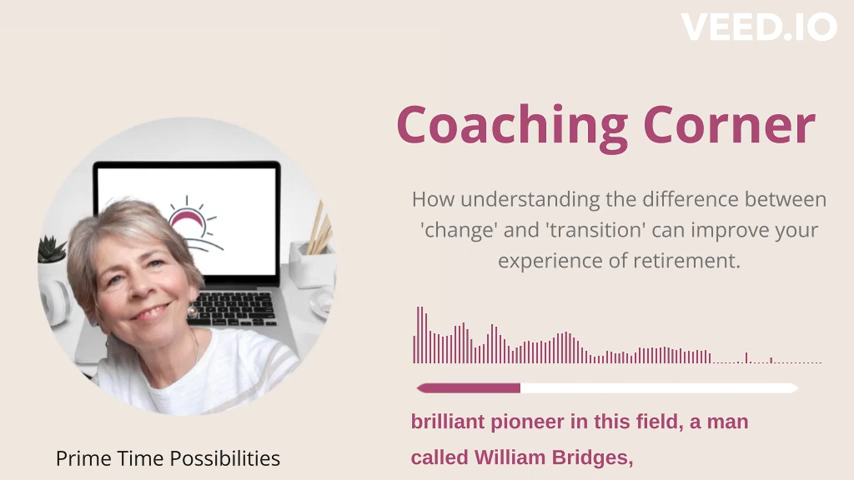 VEED.IO
Coaching Corner
How understanding the difference between
'change' and 'transition' can improve your
experience of retirement.
brilliant pioneer in this field, a man
called William Bridges,
Prime Time Possibilities